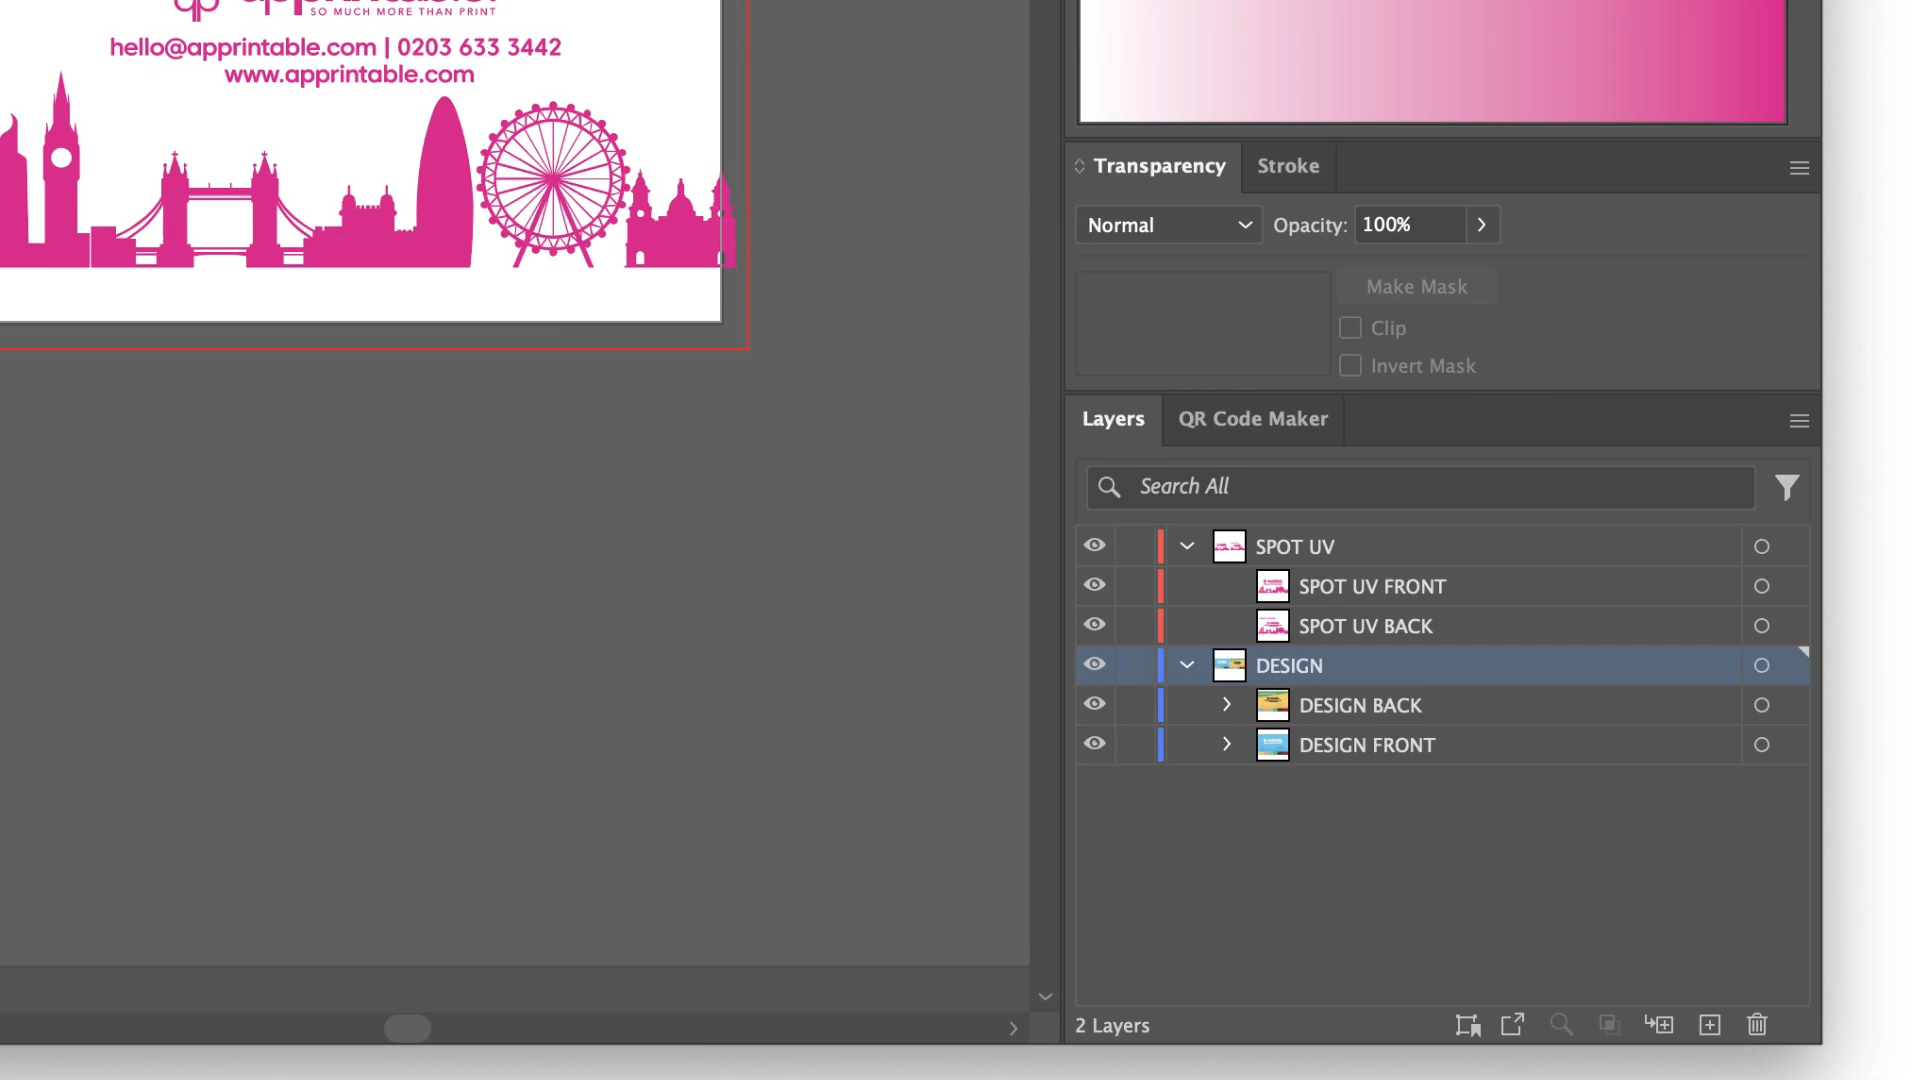 SO MUCH MORE THAN PRINT
hello@apprintable.com | 0203 633 3442
www.apprintable.com
Transparency
Stroke
Normal
Opacity:
100%
Make Mask
Clip
Invert Mask
Layers
QR Code Maker
Search All
SPOT UV
SPOT UV FRONT
SPOT UV BACK
DESIGN
DESIGN BACK
DESIGN FRONT
2 Layers